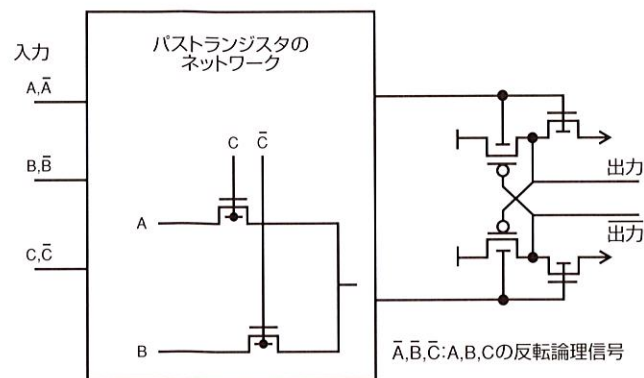 パストランジスタの
ネットワーク
入力
A,A̅
B,B̅
C,C̅
C
C̅
A
B
出力
出̅力̅
A̅,B̅,C̅:A,B,Cの反転論理信号